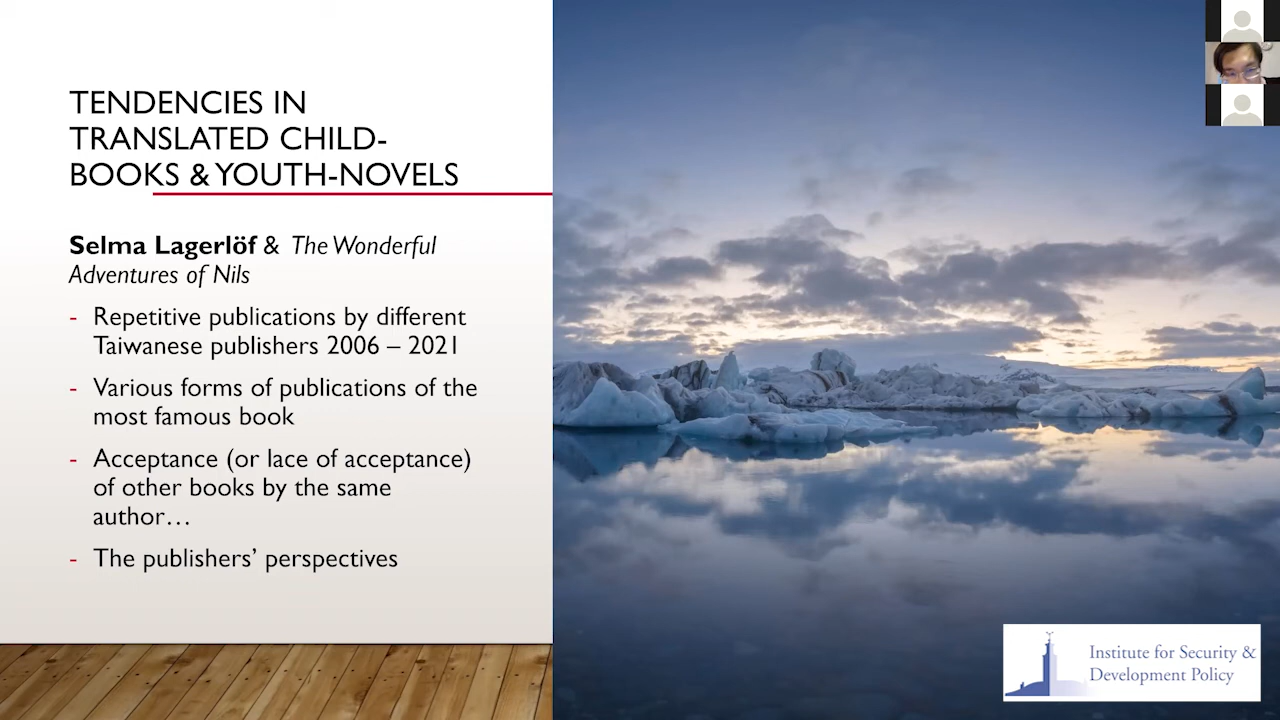 TENDENCIES IN
TRANSLATED CHILD-
BOOKS & YOUTH-NOVELS
Selma Lagerlöf & The Wonderful
Adventures of Nils
- Repetitive publications by different
Taiwanese publishers 2006 – 2021
- Various forms of publications of the
most famous book
- Acceptance (or lace of acceptance)
of other books by the same
author…
- The publishers’ perspectives
Institute for Security &
Development Policy